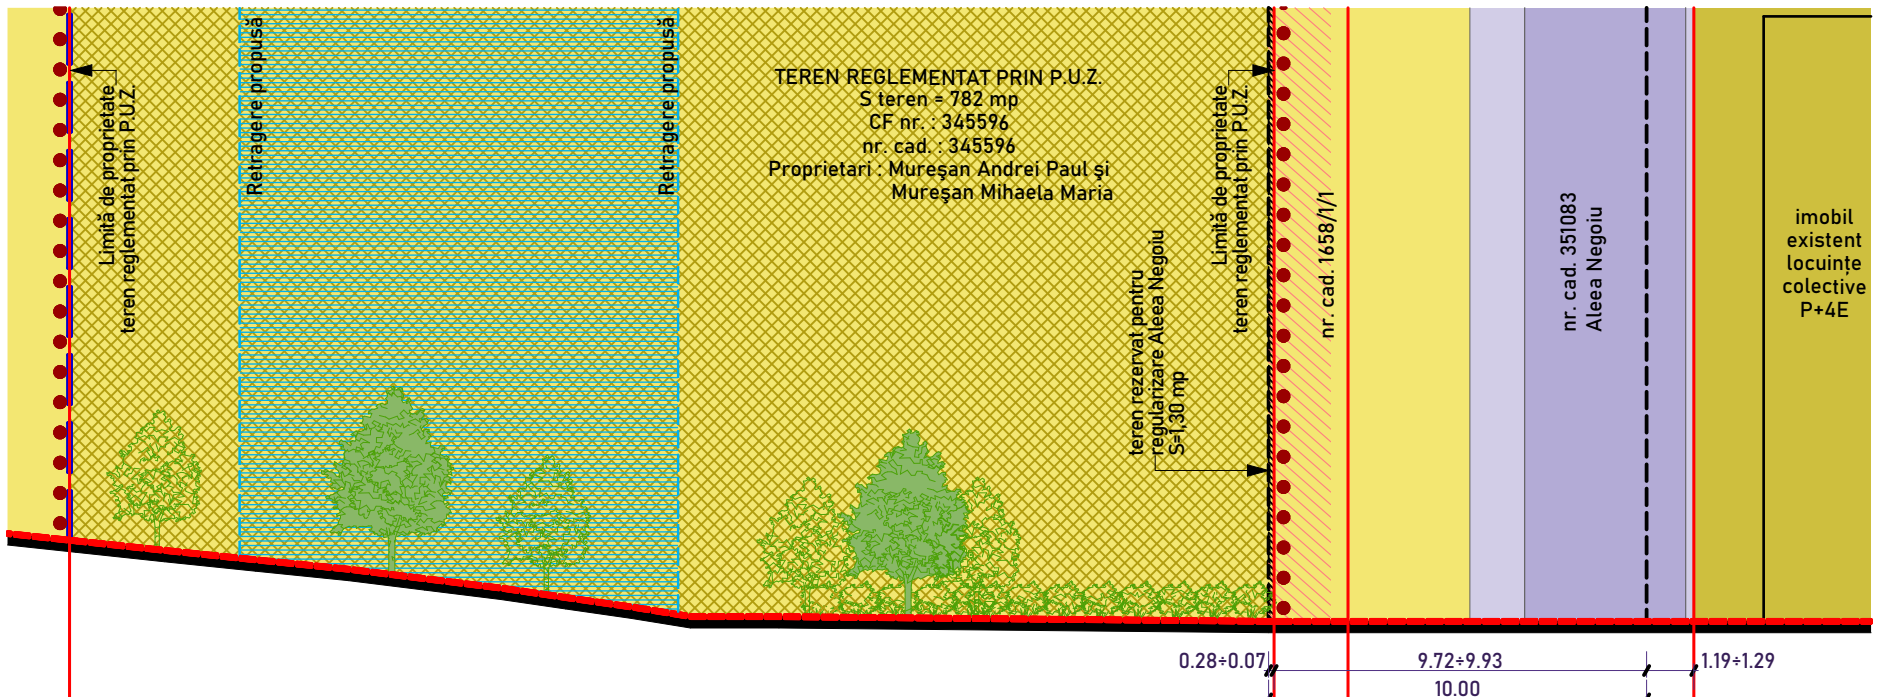 Limită de proprietate
teren reglementat prin P.U.Z.
Retragere propusă
Retragere propusă
TEREN REGLEMENTAT PRIN P.U.Z.
S teren = 782 mp
CF nr. : 345596
nr. cad. : 345596
Proprietari : Mureşan Andrei Paul şi
Mureşan Mihaela Maria
teren rezervat pentru
regularizare Aleea Negoiu
S=1,30 mp
Limită de proprietate
teren reglementat prin P.U.Z.
nr. cad. 1658/1/1
nr. cad. 351083
Aleea Negoiu
imobil
existent
locuințe
colective
P+4E
0.28÷0.07
9.72÷9.93
1.19÷1.29
10.00